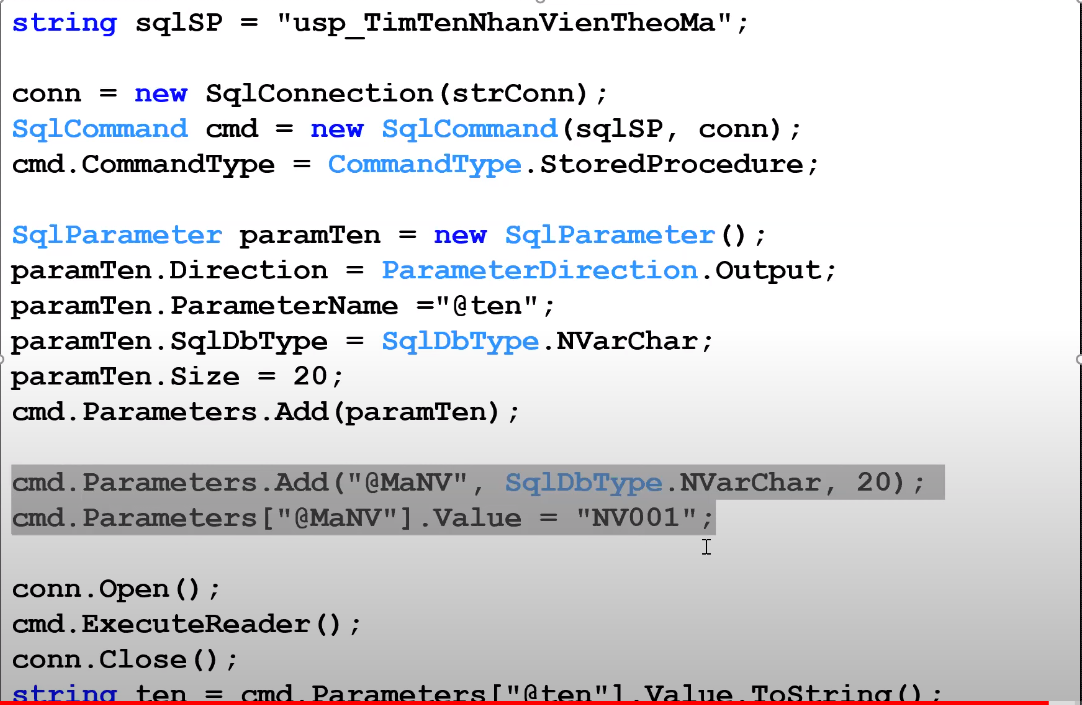 string sqlSP = "usp_TimTenNhanVienTheoMa";
conn = new SqlConnection(strConn);
SqlCommand cmd = new SqlCommand(sqlSP, conn);
cmd.CommandType = CommandType.StoredProcedure;
SqlParameter paramTen = new SqlParameter();
paramTen.Direction = ParameterDirection.Output;
paramTen.ParameterName ="@ten";
paramTen.SqlDbType = SqlDbType.NVarChar;
paramTen.Size = 20;
cmd.Parameters.Add(paramTen);
cmd.Parameters.Add("@MaNV", SqlDbType.NVarChar, 20);
cmd.Parameters["@MaNV"].Value = "NV001";
conn.Open();
cmd.ExecuteReader();
conn.Close();
string ten = cmd.Parameters["@ten"].Value.ToString();